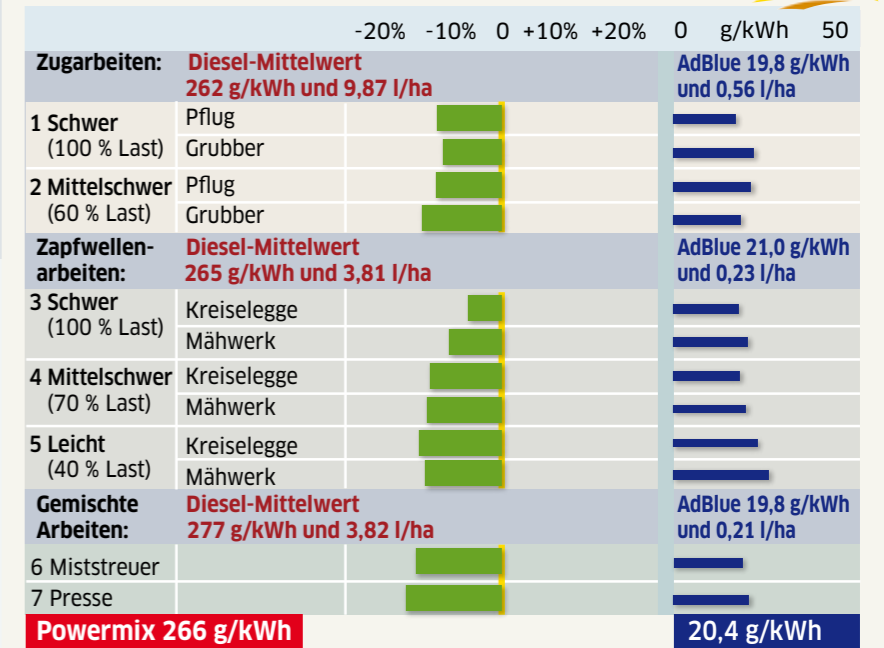 -20% -10% 0 +10% +20% 0 g/kWh 50
Zugarbeiten: Diesel-Mittelwert AdBlue 19,8 g/kWh
262 g/kWh und 9,87 l/ha und 0,56 l/ha
1 Schwer Pflug
(100 % Last) Grubber
2 Mittelschwer Pflug
(60 % Last) Grubber
Zapfwellen- Diesel-Mittelwert AdBlue 21,0 g/kWh
arbeiten: 265 g/kWh und 3,81 l/ha und 0,23 l/ha
3 Schwer Kreiselegge
(100 % Last) Mähwerk
4 Mittelschwer Kreiselegge
(70 % Last) Mähwerk
5 Leicht Kreiselegge
(40 % Last) Mähwerk
Gemischte Diesel-Mittelwert AdBlue 19,8 g/kWh
Arbeiten: 277 g/kWh und 3,82 l/ha und 0,21 l/ha
6 Miststreuer
7 Presse
Powermix 266 g/kWh 20,4 g/kWh